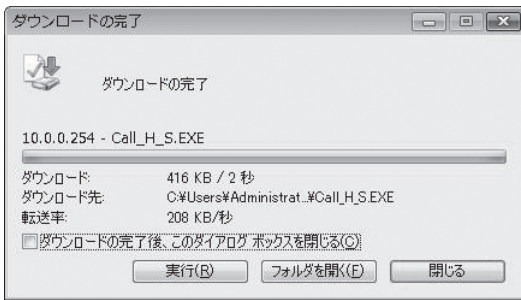 ダウンロードの完了
ダウンロードの完了
10.0.0.254 - Call_H_S.EXE
ダウンロード: 416 KB / 2 秒
ダウンロード先: C:¥Users¥Administrat...¥Call_H_S.EXE
転送率: 208 KB/秒
ダウンロードの完了後、このダイアログ ボックスを閉じる(C)
実行(R) フォルダを開く(F) 閉じる